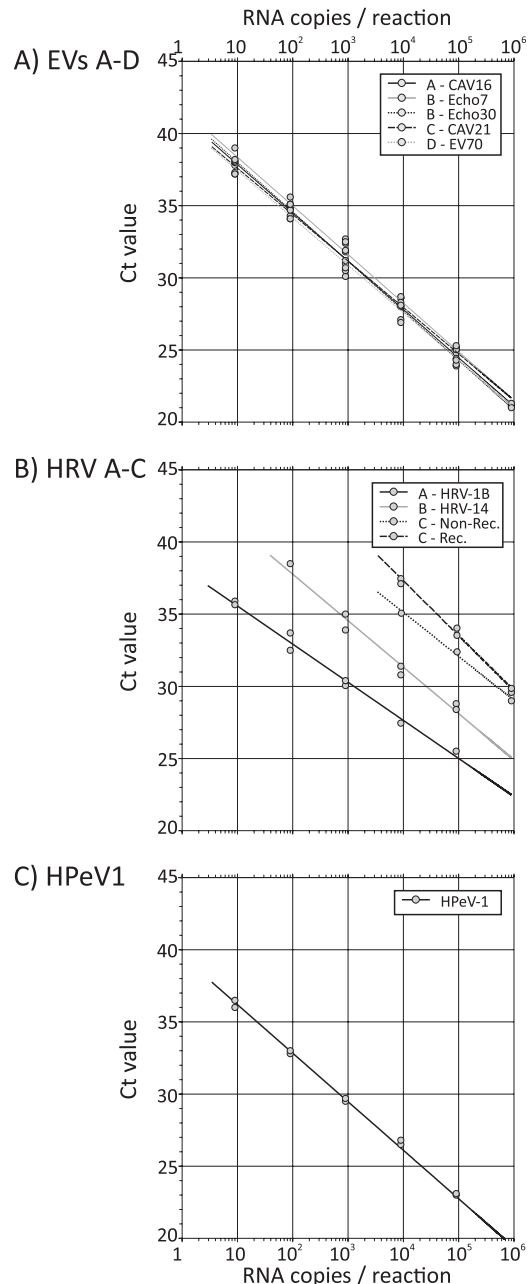 RNA copies / reaction
1 10 10² 10³ 10⁴ 10⁵ 10⁶
A) EVs A-D
45
40
35
30
25
20
Ct value
A - CAV16
B - Echo7
B - Echo30
C - CAV21
D - EV70
B) HRV A-C
45
40
35
30
25
20
Ct value
A - HRV-1B
B - HRV-14
C - Non-Rec.
C - Rec.
C) HPeV1
45
40
35
30
25
20
Ct value
HPeV-1
1 10 10² 10³ 10⁴ 10⁵ 10⁶
RNA copies / reaction